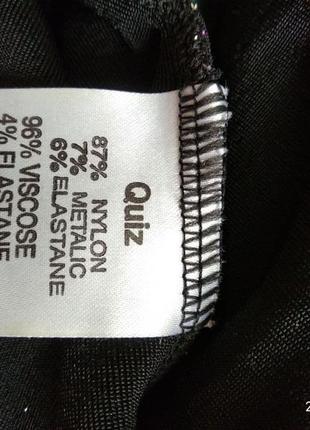 Quiz
87% NYLON
7% METALIC
6% ELASTANE
96% VISCOSE
4% ELASTANE